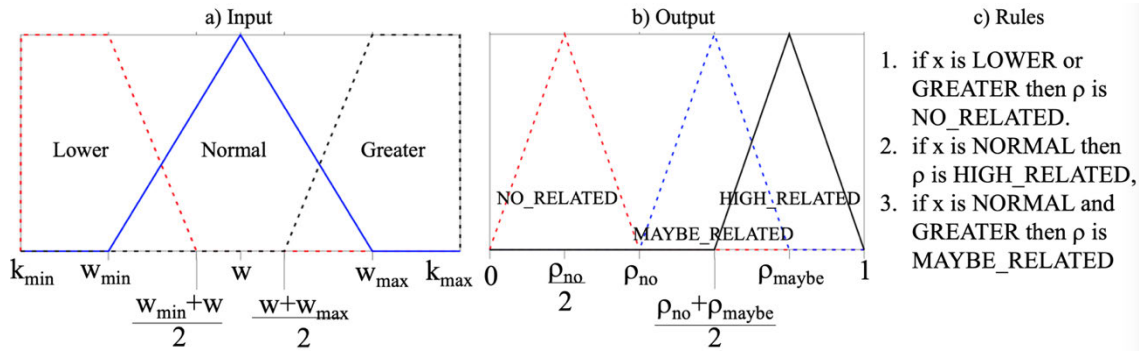 a) Input
Lower
Normal
Greater
k_min
w_min
w
w_max
k_max
w_min+w
2
w+w_max
2
b) Output
NO_RELATED
HIGH_RELATED
MAYBE_RELATED
0
ρ_no
2
ρ_no
ρ_maybe
1
ρ_no+ρ_maybe
2
c) Rules
1. if x is LOWER or
GREATER then ρ is
NO_RELATED.
2. if x is NORMAL then
ρ is HIGH_RELATED,
3. if x is NORMAL and
GREATER then ρ is
MAYBE_RELATED